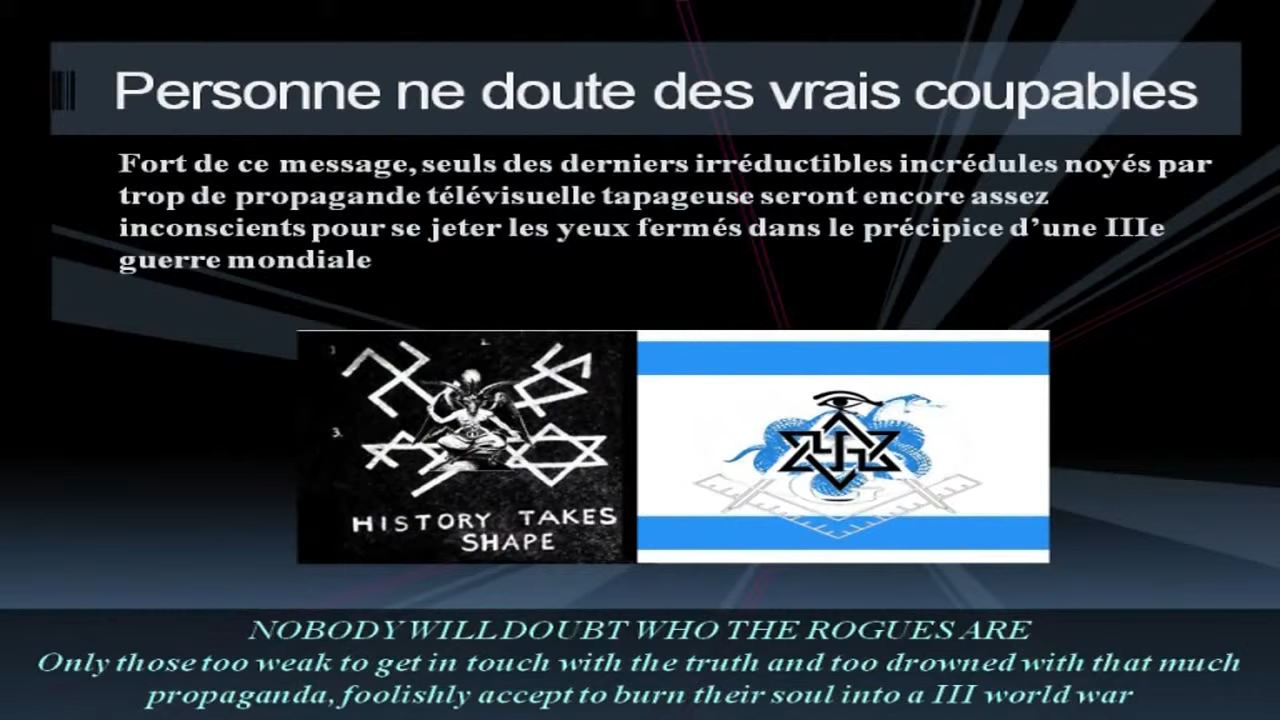 Personne ne doute des vrais coupables
Fort de ce message, seuls des derniers irréductibles incrédules noyés par
trop de propagande télévisuelle tapageuse seront encore assez
inconscients pour se jeter les yeux fermés dans le précipice d'une IIIe
guerre mondiale
1
2.
3.
HISTORY TAKES
SHAPE
G
NOBODY WILL DOUBT WHO THE ROGUES ARE
Only those too weak to get in touch with the truth and too drowned with that much
propaganda, foolishly accept to burn their soul into a III world war